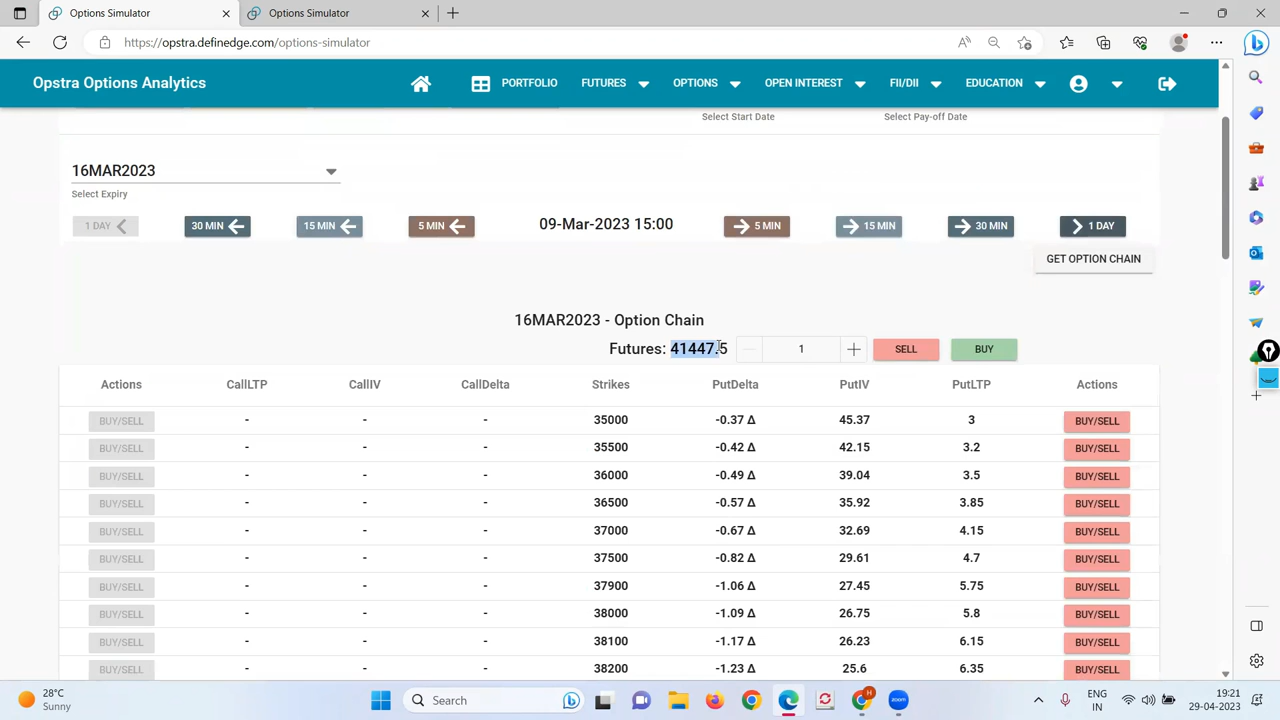 Options Simulator
Options Simulator
https://opstra.definedge.com/options-simulator
Opstra Options Analytics
PORTFOLIO
FUTURES
OPTIONS
OPEN INTEREST
FII/DII
EDUCATION
Select Start Date
Select Pay-off Date
16MAR2023
Select Expiry
1 DAY
30 MIN
15 MIN
5 MIN
09-Mar-2023 15:00
5 MIN
15 MIN
30 MIN
1 DAY
GET OPTION CHAIN
16MAR2023 - Option Chain
Futures: 41447.5
1
SELL
BUY
Actions CallLTP CallIV CallDelta Strikes PutDelta PutIV PutLTP Actions
BUY/SELL - - - 35000 -0.37 Δ 45.37 3 BUY/SELL
BUY/SELL - - - 35500 -0.42 Δ 42.15 3.2 BUY/SELL
BUY/SELL - - - 36000 -0.49 Δ 39.04 3.5 BUY/SELL
BUY/SELL - - - 36500 -0.57 Δ 35.92 3.85 BUY/SELL
BUY/SELL - - - 37000 -0.67 Δ 32.69 4.15 BUY/SELL
BUY/SELL - - - 37500 -0.82 Δ 29.61 4.7 BUY/SELL
BUY/SELL - - - 37900 -1.06 Δ 27.45 5.75 BUY/SELL
BUY/SELL - - - 38000 -1.09 Δ 26.75 5.8 BUY/SELL
BUY/SELL - - - 38100 -1.17 Δ 26.23 6.15 BUY/SELL
BUY/SELL - - - 38200 -1.23 Δ 25.6 6.35 BUY/SELL
28°C
Sunny
Search
H
zoom
ENG
IN
19:21
29-04-2023